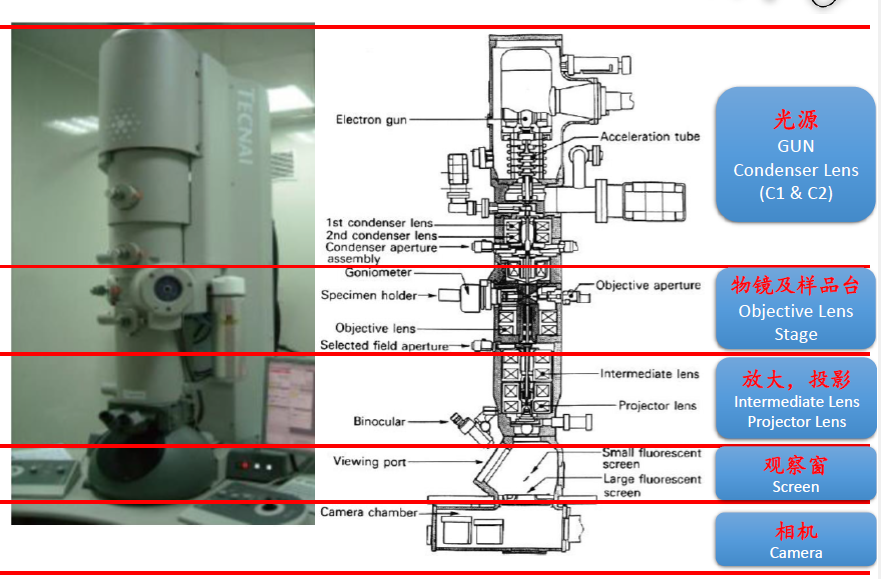 TECNAI
Electron gun
Acceleration tube
1st condenser lens
2nd condenser lens
Condenser aperture
assembly
Goniometer
Specimen holder
Objective aperture
Objective lens
Selected field aperture
Intermediate lens
Projector lens
Binocular
Viewing port
Small fluorescent
screen
Large fluorescent
screen
Camera chamber
光源
GUN
Condenser Lens
(C1 & C2)
物镜及样品台
Objective Lens
Stage
放大，投影
Intermediate Lens
Projector Lens
观察窗
Screen
相机
Camera